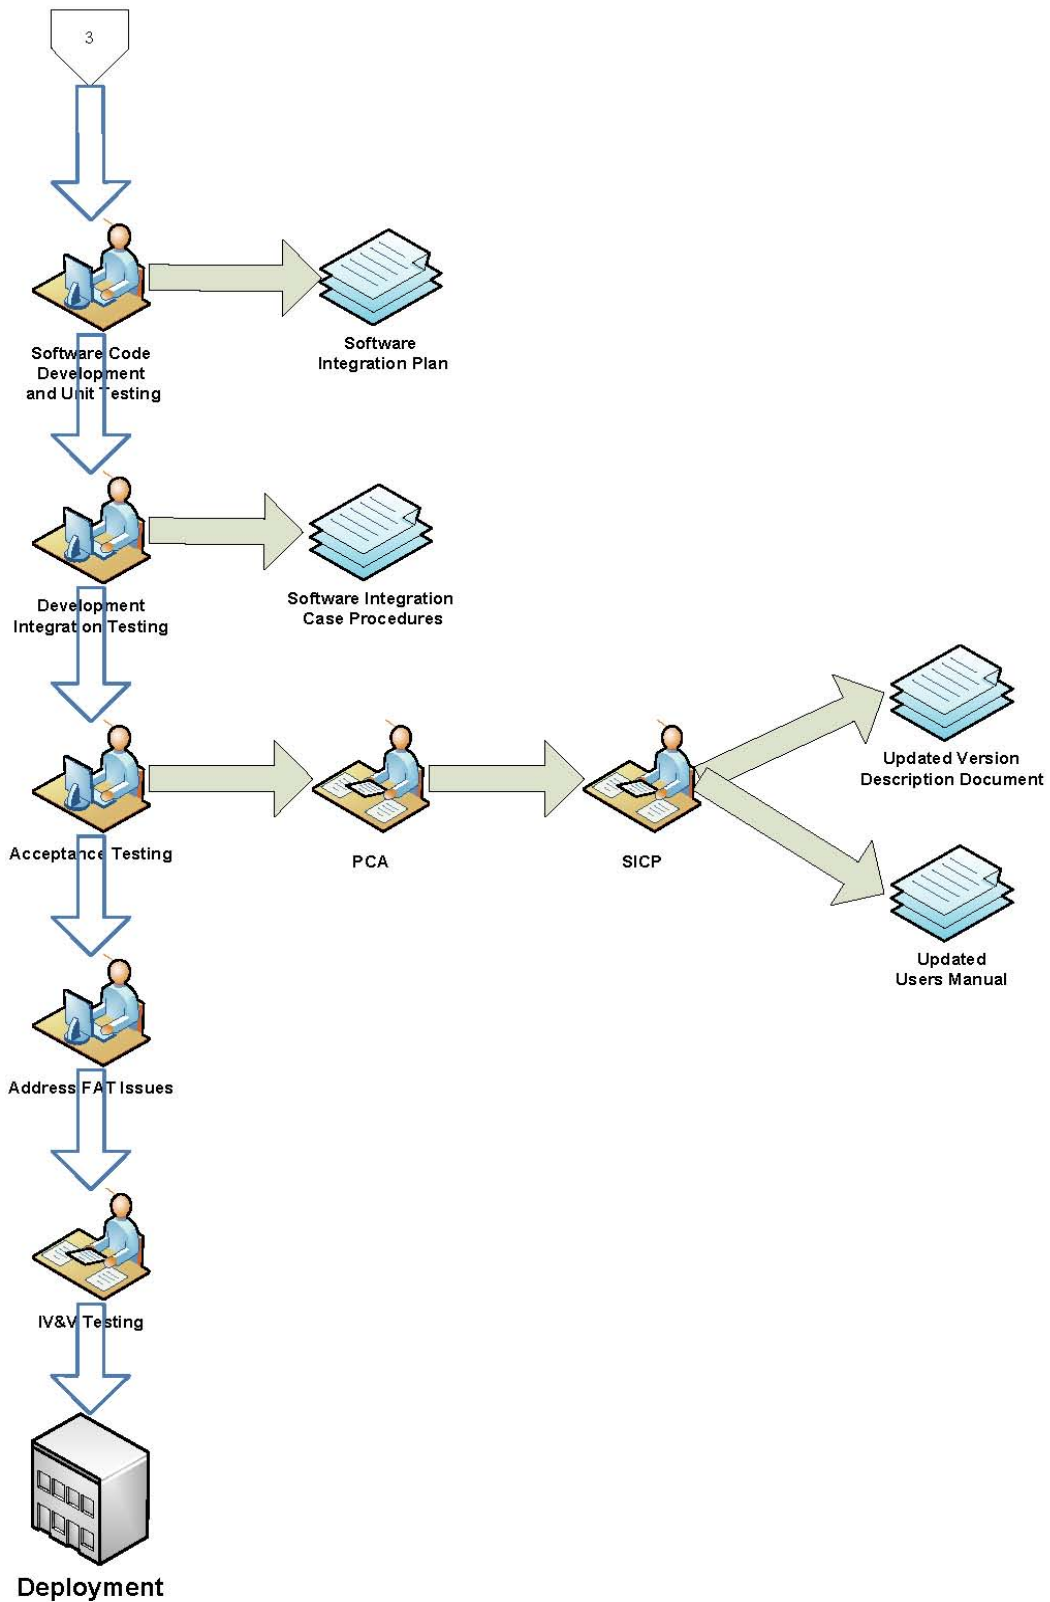 3
Software Code
Development
and Unit Testing
Software
Integration Plan
Development
Integration Testing
Software Integration
Case Procedures
Acceptance Testing
PCA
SICP
Updated Version
Description Document
Updated
Users Manual
Address FAT Issues
IV&V Testing
Deployment